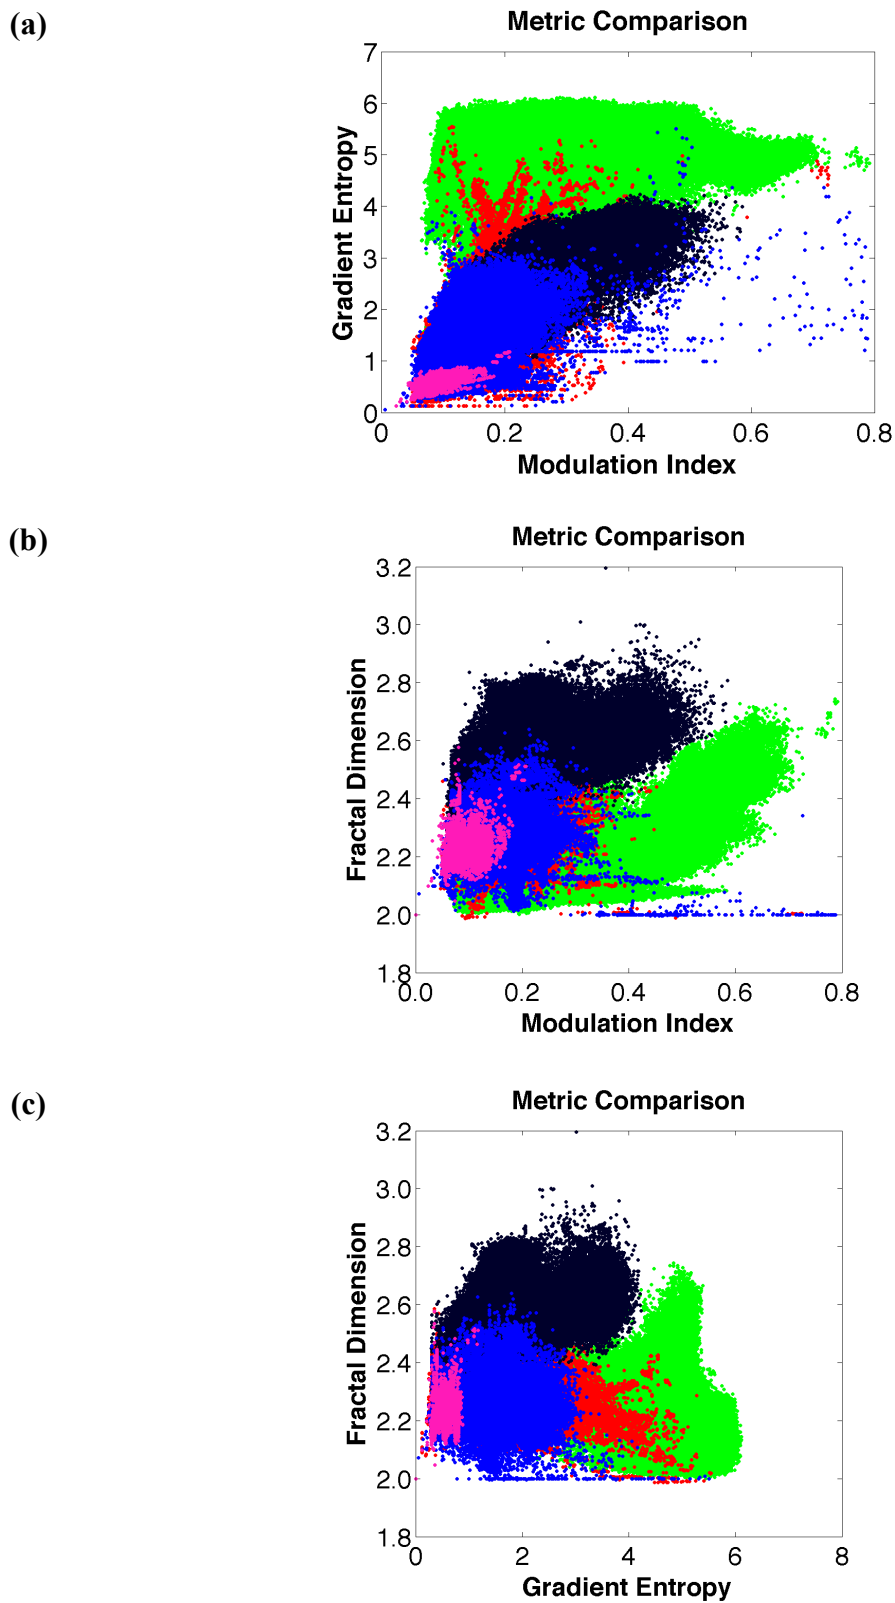 (a)
Metric Comparison
7
6
5
4
3
2
1
0
Gradient Entropy
0 0.2 0.4 0.6 0.8
Modulation Index
(b)
Metric Comparison
3.2
3.0
2.8
2.6
2.4
2.2
2.0
1.8
Fractal Dimension
0.0 0.2 0.4 0.6 0.8
Modulation Index
(c)
Metric Comparison
3.2
3.0
2.8
2.6
2.4
2.2
2.0
1.8
Fractal Dimension
0 2 4 6 8
Gradient Entropy